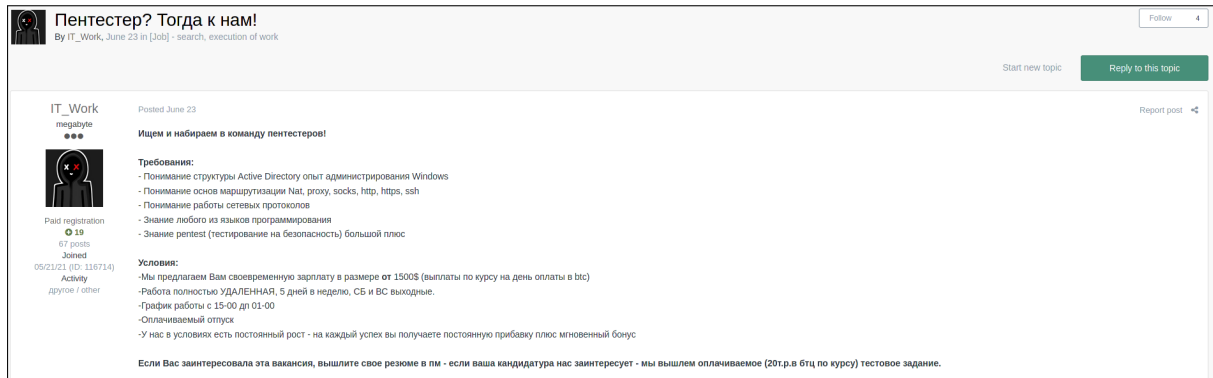 Пентестер? Тогда к нам!
By IT_Work, June 23 in [Job] - search, execution of work
Follow 4
Start new topic
Reply to this topic
IT_Work
megabyte
Paid registration
19
67 posts
Joined
05/21/21 (ID: 116714)
Activity
другое / other
Posted June 23
Report post
Ищем и набираем в команду пентестеров!
Требования:
- Понимание структуры Active Directory опыт администрирования Windows
- Понимание основ маршрутизации Nat, proxy, socks, http, https, ssh
- Понимание работы сетевых протоколов
- Знание любого из языков программирования
- Знание pentest (тестирование на безопасность) большой плюс
Условия:
-Мы предлагаем Вам своевременную зарплату в размере от 1500$ (выплаты по курсу на день оплаты в btc)
-Работа полностью УДАЛЕННАЯ, 5 дней в неделю, СБ и ВС выходные.
-График работы с 15-00 дп 01-00
-Оплачиваемый отпуск
-У нас в условиях есть постоянный рост - на каждый успех вы получаете постоянную прибавку плюс мгновенный бонус
Если Вас заинтересовала эта вакансия, вышлите свое резюме в пм - если ваша кандидатура нас заинтересует - мы вышлем оплачиваемое (20т.р.в бтц по курсу) тестовое задание.